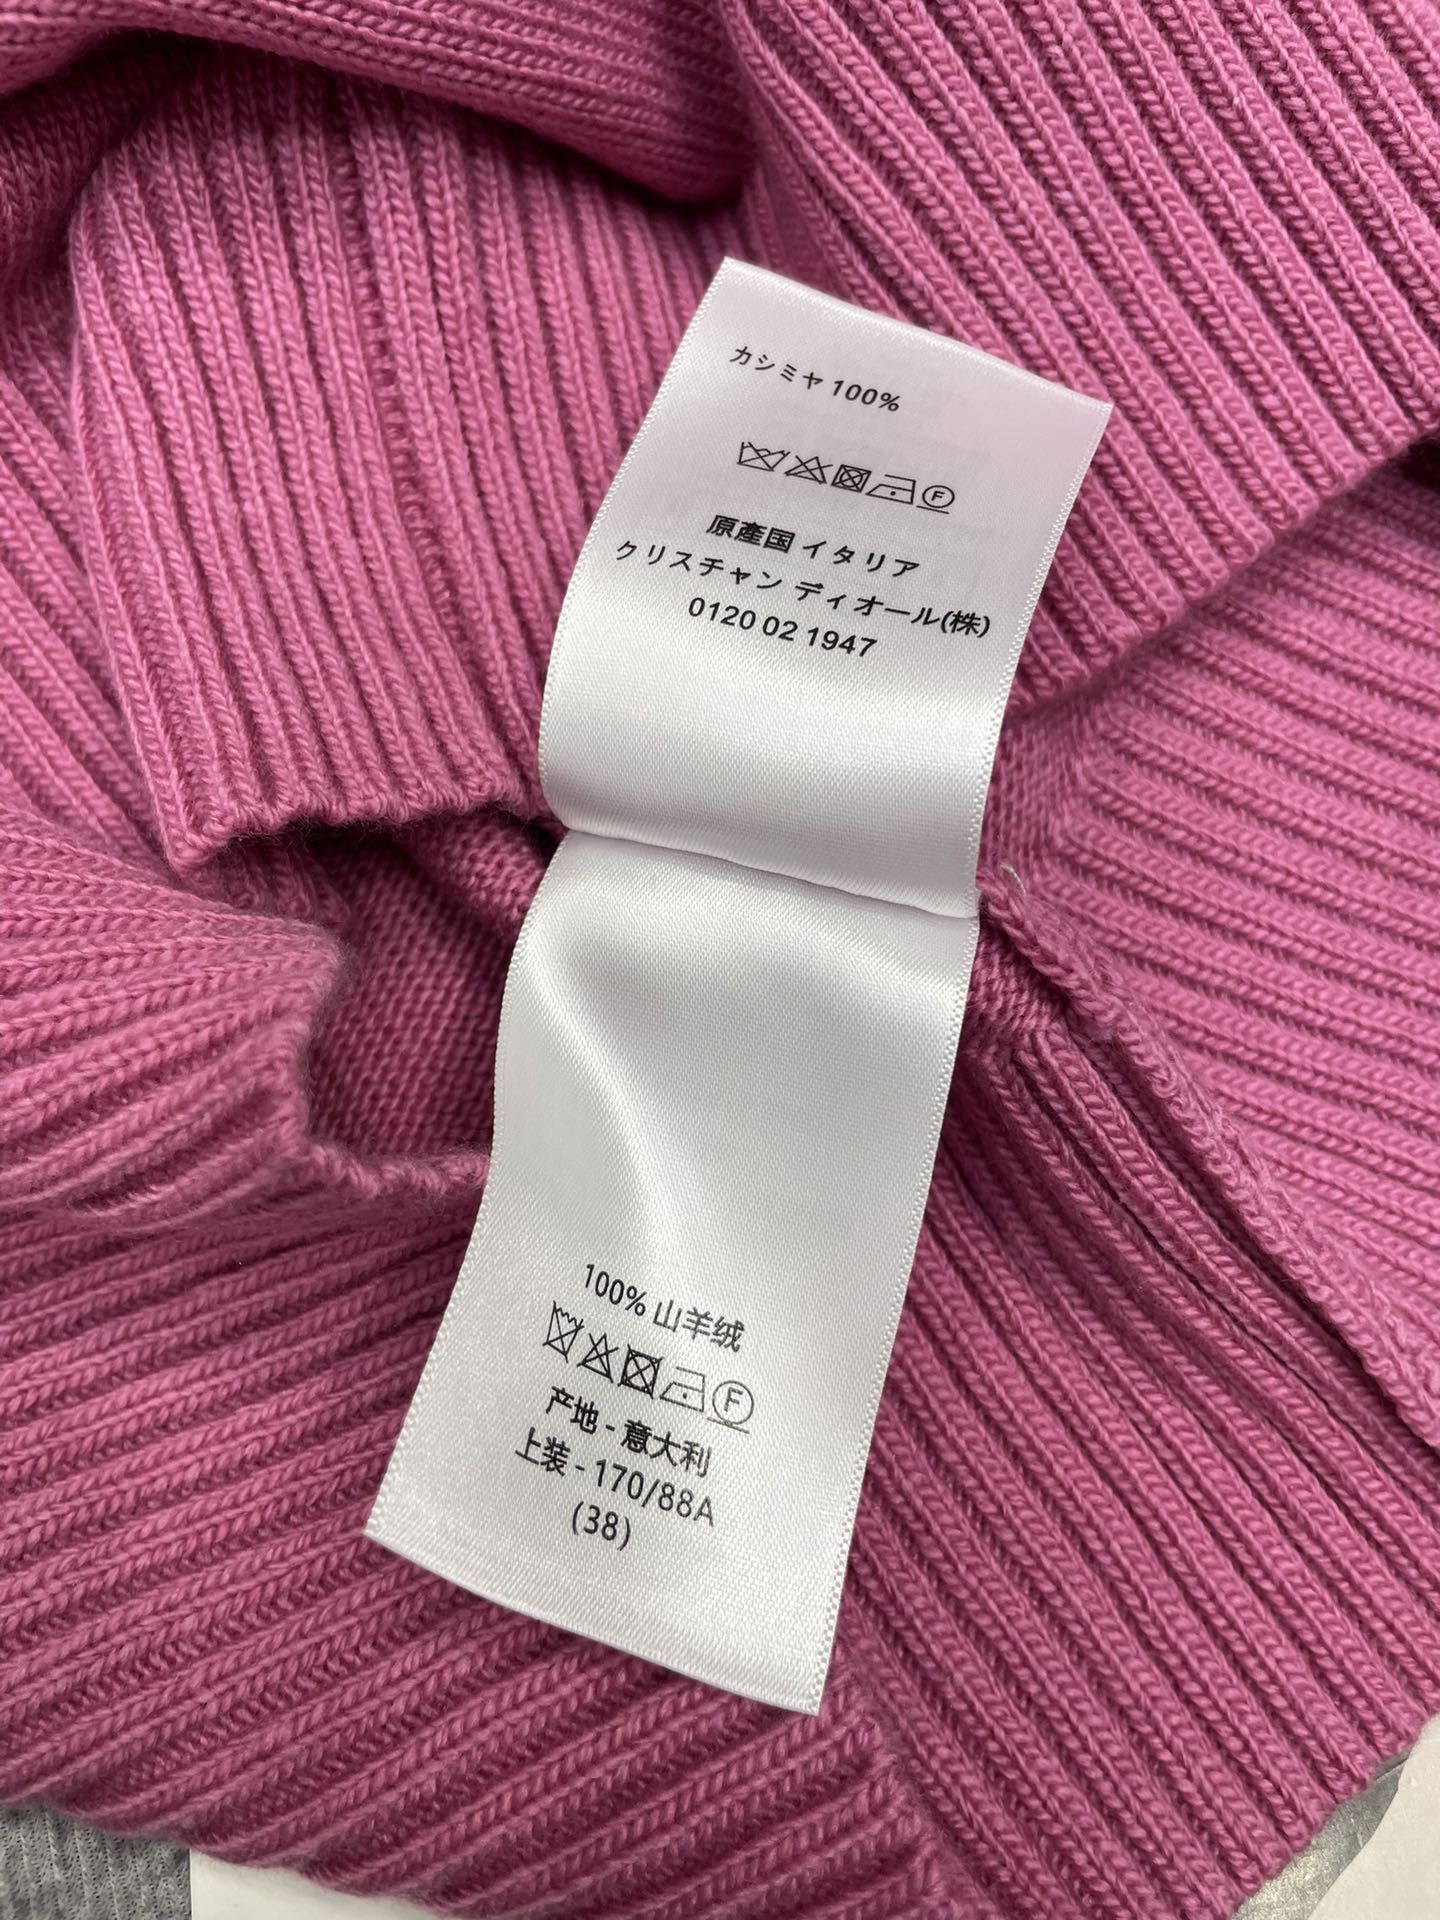 カシミヤ 100%
F
原產国 イタリア
クリスチャン ディオール(株)
0120 02 1947
100% 山羊绒
F
产地 - 意大利
上装 - 170/88A
(38)